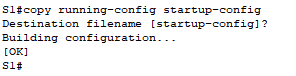 S1#copy running-config startup-config
Destination filename [startup-config]?
Building configuration...
[OK]
S1#